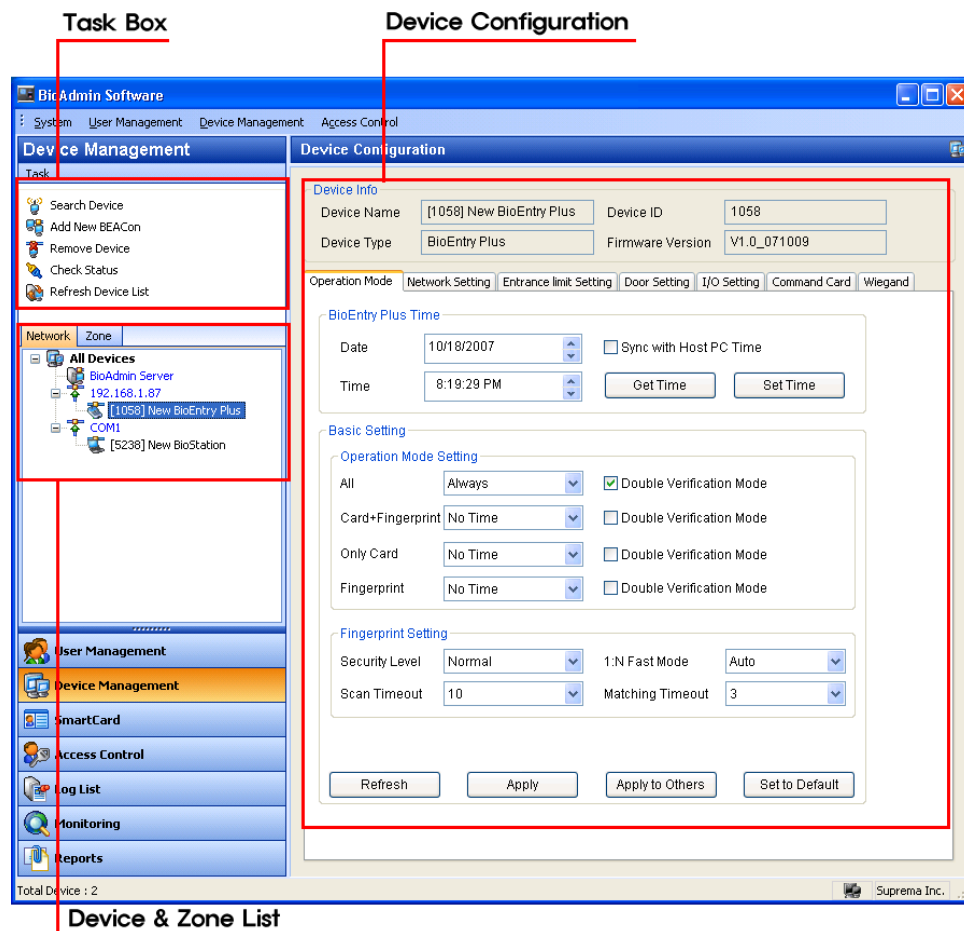 Task Box
Device Configuration
BioAdmin Software
System User Management Device Management Access Control
Device Management
Device Configuration
Task
Search Device
Add New BEACon
Remove Device
Check Status
Refresh Device List
Network Zone
All Devices
BioAdmin Server
192.168.1.87
[1058] New BioEntry Plus
COM1
[5238] New BioStation
User Management
Device Management
SmartCard
Access Control
Log List
Monitoring
Reports
Device Info
Device Name [1058] New BioEntry Plus Device ID 1058
Device Type BioEntry Plus Firmware Version V1.0_071009
Operation Mode Network Setting Entrance limit Setting Door Setting I/O Setting Command Card Wiegand
BioEntry Plus Time
Date 10/18/2007 Sync with Host PC Time
Time 8:19:29 PM Get Time Set Time
Basic Setting
Operation Mode Setting
All Always Double Verification Mode
Card+Fingerprint No Time Double Verification Mode
Only Card No Time Double Verification Mode
Fingerprint No Time Double Verification Mode
Fingerprint Setting
Security Level Normal 1:N Fast Mode Auto
Scan Timeout 10 Matching Timeout 3
Refresh Apply Apply to Others Set to Default
Total Device : 2 Suprema Inc.
Device & Zone List